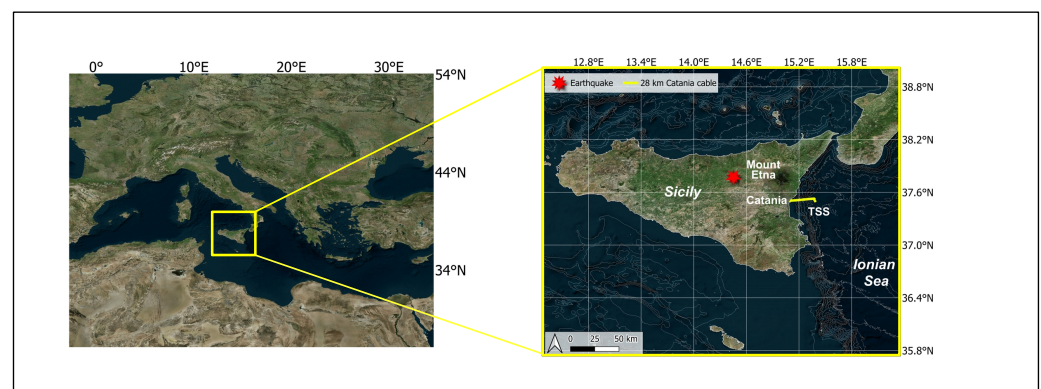 0° 10°E 20°E 30°E
54°N
44°N
34°N
12.8°E 13.4°E 14.0°E 14.6°E 15.2°E 15.8°E
Earthquake 28 km Catania cable
38.8°N
38.2°N
Mount
Etna
Sicily
37.6°N
Catania
TSS
37.0°N
Ionian
Sea
36.4°N
0 25 50 km
35.8°N